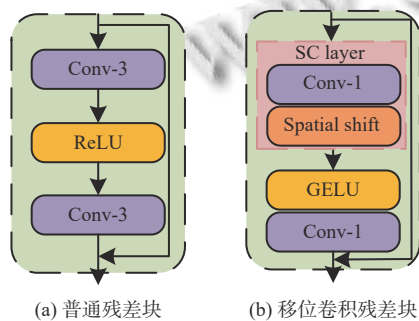 Conv-3
ReLU
Conv-3
(a) 普通残差块
SC layer
Conv-1
Spatial shift
GELU
Conv-1
(b) 移位卷积残差块